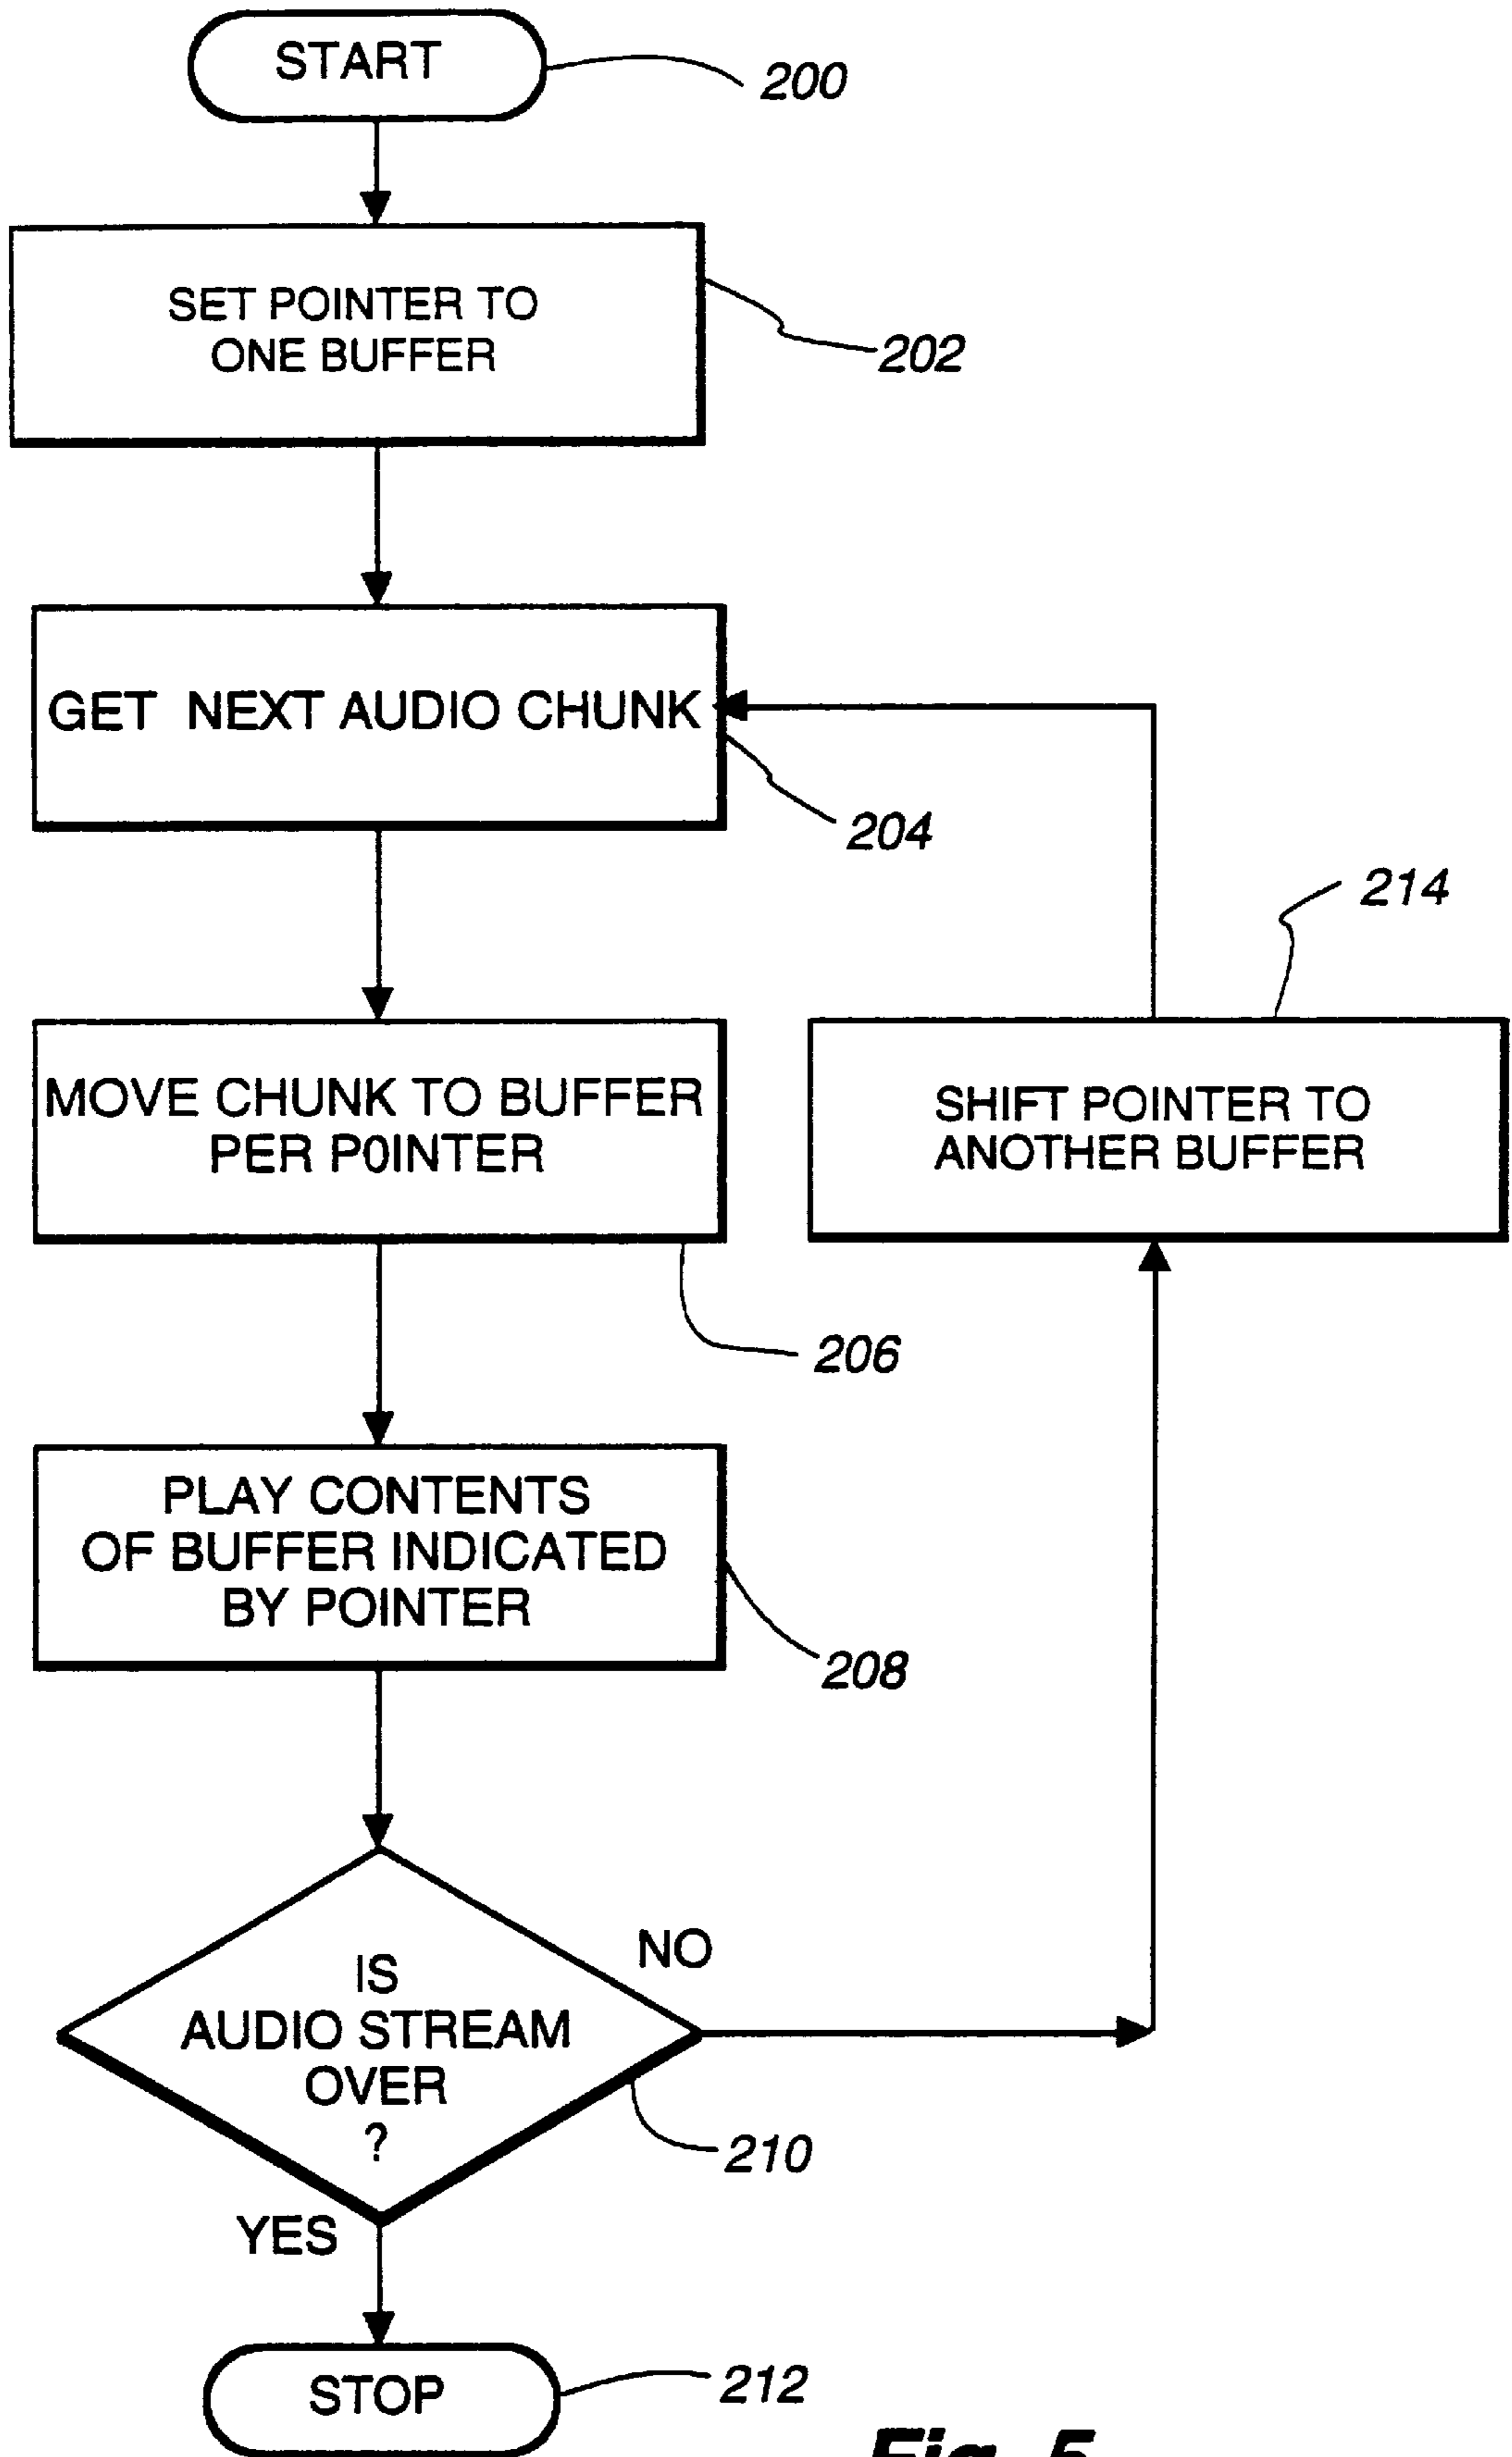 START
200
SET POINTER TO
ONE BUFFER
202
GET NEXT AUDIO CHUNK
204
214
MOVE CHUNK TO BUFFER
PER P0INTER
SHIFT POINTER TO
ANOTHER BUFFER
206
PLAY CONTENTS
OF BUFFER INDICATED
BY POINTER
208
NO
IS
AUDIO STREAM
OVER
?
210
YES
STOP
212
Fig. 5